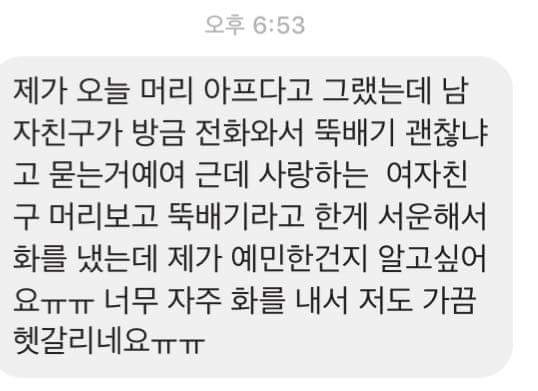 오후 6:53
제가 오늘 머리 아프다고 그랬는데 남
자친구가 방금 전화와서 뚝배기 괜찮냐
고 묻는거예여 근데 사랑하는  여자친
구 머리보고 뚝배기라고 한게 서운해서
화를 냈는데 제가 예민한건지 알고싶어
요ㅠㅠ 너무 자주 화를 내서 저도 가끔
헷갈리네요ㅠㅠ